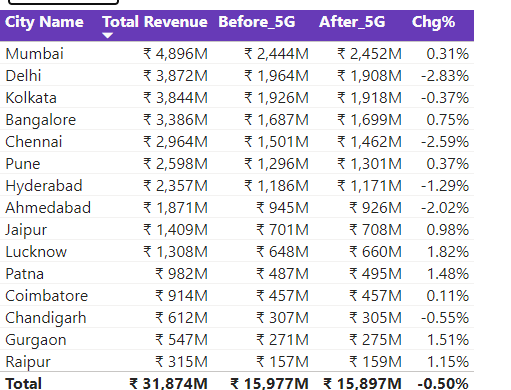 City Name Total Revenue Before_5G After_5G Chg%
Mumbai ₹ 4,896M ₹ 2,444M ₹ 2,452M 0.31%
Delhi ₹ 3,872M ₹ 1,964M ₹ 1,908M -2.83%
Kolkata ₹ 3,844M ₹ 1,926M ₹ 1,918M -0.37%
Bangalore ₹ 3,386M ₹ 1,687M ₹ 1,699M 0.75%
Chennai ₹ 2,964M ₹ 1,501M ₹ 1,462M -2.59%
Pune ₹ 2,598M ₹ 1,296M ₹ 1,301M 0.37%
Hyderabad ₹ 2,357M ₹ 1,186M ₹ 1,171M -1.29%
Ahmedabad ₹ 1,871M ₹ 945M ₹ 926M -2.02%
Jaipur ₹ 1,409M ₹ 701M ₹ 708M 0.98%
Lucknow ₹ 1,308M ₹ 648M ₹ 660M 1.82%
Patna ₹ 982M ₹ 487M ₹ 495M 1.48%
Coimbatore ₹ 914M ₹ 457M ₹ 457M 0.11%
Chandigarh ₹ 612M ₹ 307M ₹ 305M -0.55%
Gurgaon ₹ 547M ₹ 271M ₹ 275M 1.51%
Raipur ₹ 315M ₹ 157M ₹ 159M 1.15%
Total ₹ 31,874M ₹ 15,977M ₹ 15,897M -0.50%